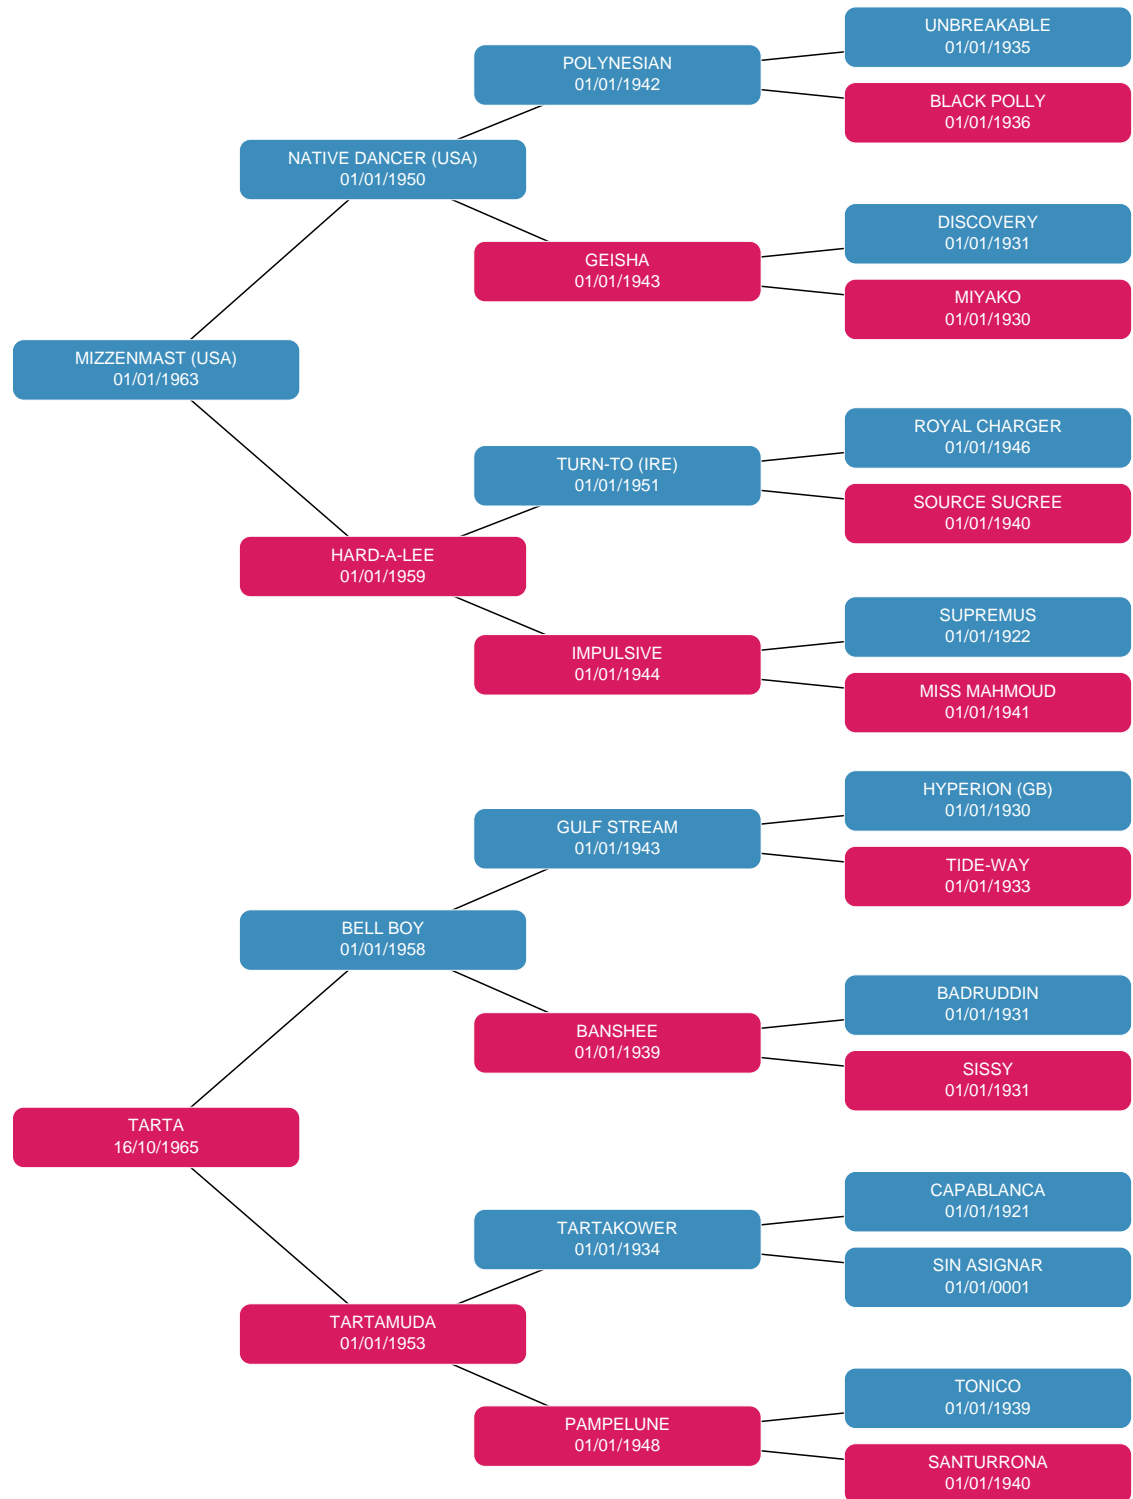 UNBREAKABLE
01/01/1935
POLYNESIAN
01/01/1942
BLACK POLLY
01/01/1936
NATIVE DANCER (USA)
01/01/1950
DISCOVERY
01/01/1931
GEISHA
01/01/1943
MIYAKO
01/01/1930
MIZZENMAST (USA)
01/01/1963
ROYAL CHARGER
01/01/1946
TURN-TO (IRE)
01/01/1951
SOURCE SUCREE
01/01/1940
HARD-A-LEE
01/01/1959
SUPREMUS
01/01/1922
IMPULSIVE
01/01/1944
MISS MAHMOUD
01/01/1941
HYPERION (GB)
01/01/1930
GULF STREAM
01/01/1943
TIDE-WAY
01/01/1933
BELL BOY
01/01/1958
BADRUDDIN
01/01/1931
BANSHEE
01/01/1939
SISSY
01/01/1931
TARTA
16/10/1965
CAPABLANCA
01/01/1921
TARTAKOWER
01/01/1934
SIN ASIGNAR
01/01/0001
TARTAMUDA
01/01/1953
TONICO
01/01/1939
PAMPELUNE
01/01/1948
SANTURRONA
01/01/1940